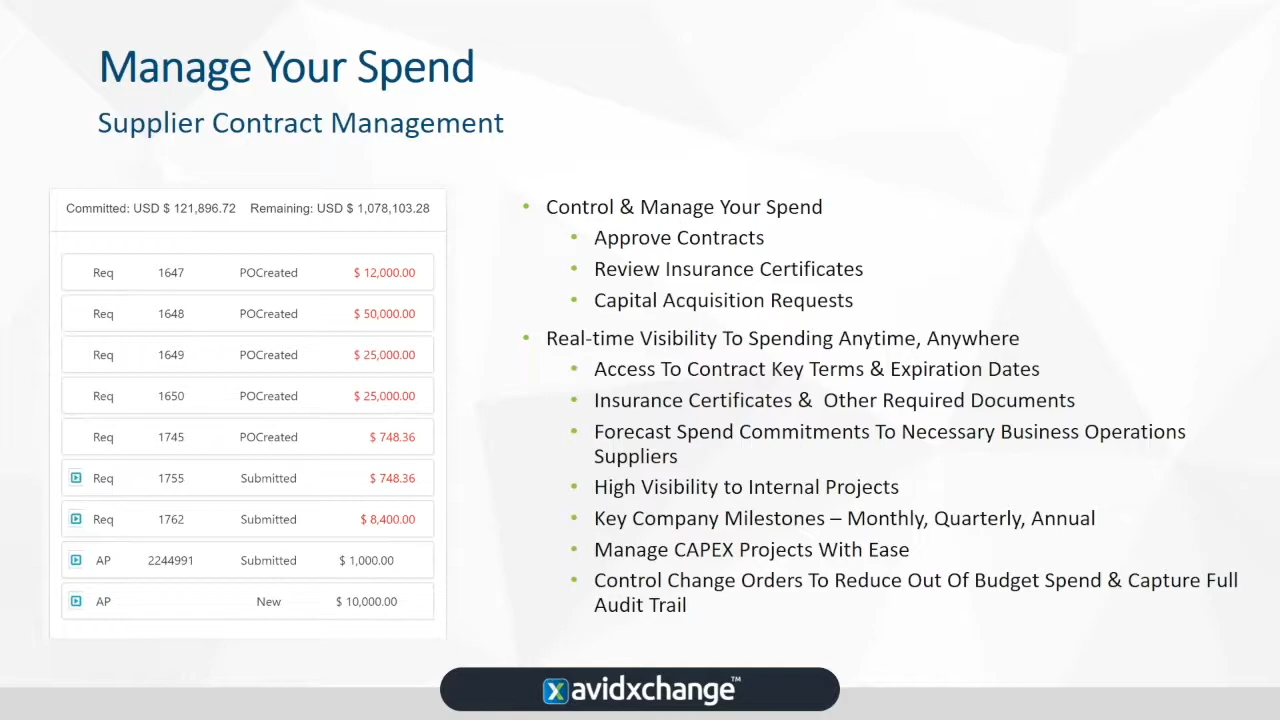 Manage Your Spend
Supplier Contract Management
Committed: USD $ 121,896.72 Remaining: USD $ 1,078,103.28
Req 1647 POCreated $ 12,000.00
Req 1648 POCreated $ 50,000.00
Req 1649 POCreated $ 25,000.00
Req 1650 POCreated $ 25,000.00
Req 1745 POCreated $ 748.36
Req 1755 Submitted $ 748.36
Req 1762 Submitted $ 8,400.00
AP 2244991 Submitted $ 1,000.00
AP New $ 10,000.00
• Control & Manage Your Spend
• Approve Contracts
• Review Insurance Certificates
• Capital Acquisition Requests
• Real-time Visibility To Spending Anytime, Anywhere
• Access To Contract Key Terms & Expiration Dates
• Insurance Certificates & Other Required Documents
• Forecast Spend Commitments To Necessary Business Operations
Suppliers
• High Visibility to Internal Projects
• Key Company Milestones – Monthly, Quarterly, Annual
• Manage CAPEX Projects With Ease
• Control Change Orders To Reduce Out Of Budget Spend & Capture Full
Audit Trail
avidxchange™